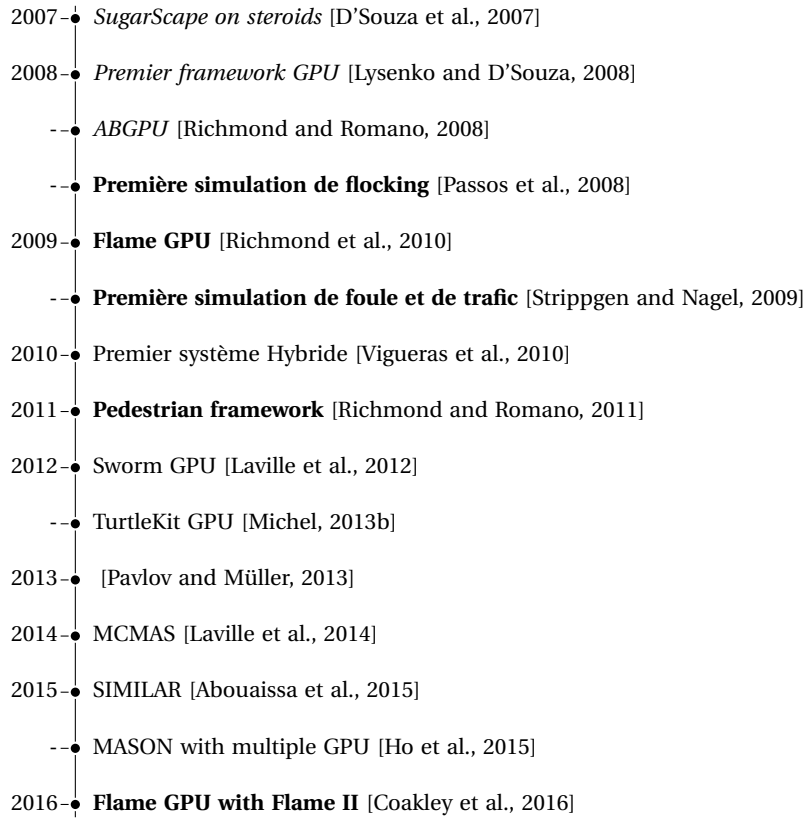 2007 SugarScape on steroids [D'Souza et al., 2007]
2008 Premier framework GPU [Lysenko and D'Souza, 2008]
ABGPU [Richmond and Romano, 2008]
Première simulation de flocking [Passos et al., 2008]
2009 Flame GPU [Richmond et al., 2010]
Première simulation de foule et de trafic [Strippgen and Nagel, 2009]
2010 Premier système Hybride [Vigueras et al., 2010]
2011 Pedestrian framework [Richmond and Romano, 2011]
2012 Sworm GPU [Laville et al., 2012]
TurtleKit GPU [Michel, 2013b]
2013 [Pavlov and Müller, 2013]
2014 MCMAS [Laville et al., 2014]
2015 SIMILAR [Abouaissa et al., 2015]
MASON with multiple GPU [Ho et al., 2015]
2016 Flame GPU with Flame II [Coakley et al., 2016]